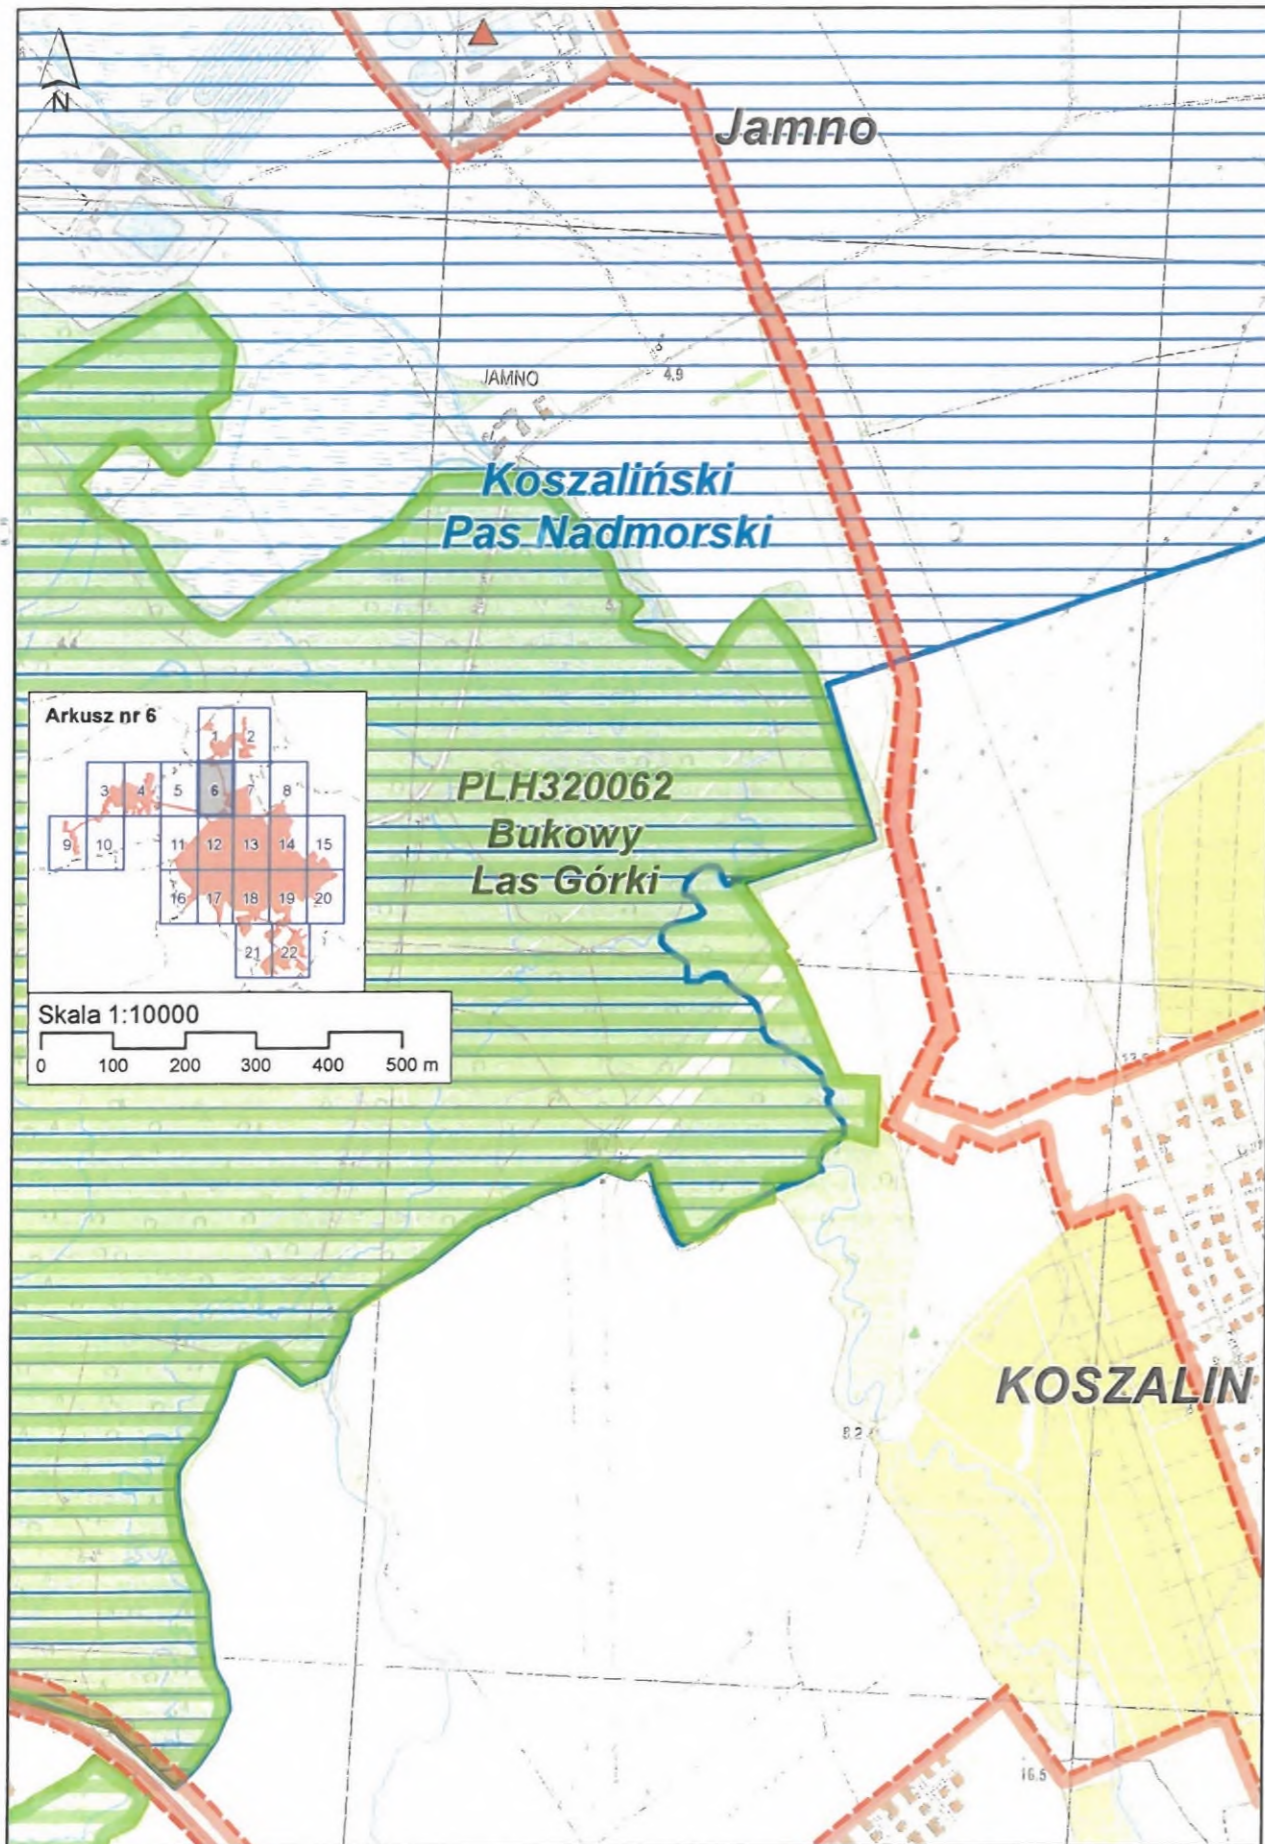 N
Jamno
JAMNO
4,9
Koszaliński
Pas Nadmorski
Arkusz nr 6
1 2
3 4 5 6 7 8
9 10 11 12 13 14 15
16 17 18 19 20
21 22
PLH320062
Bukowy
Las Górki
Skala 1:10000
0 100 200 300 400 500 m
KOSZALIN
8.2
16.5